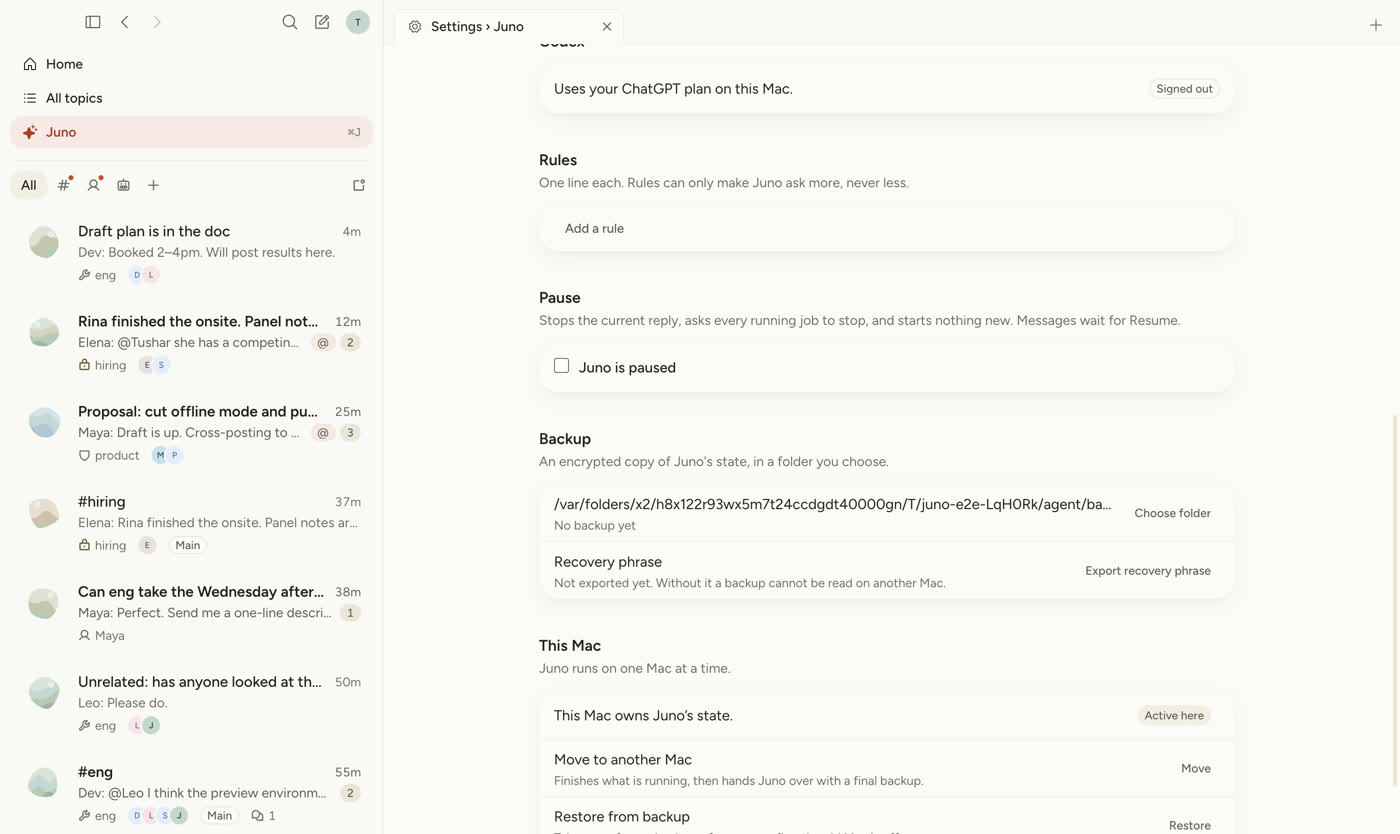 T
Settings › Juno
Home
All topics
Juno
⌘J
All
Draft plan is in the doc
4m
Dev: Booked 2–4pm. Will post results here.
eng
D
L
Rina finished the onsite. Panel not...
12m
Elena: @Tushar she has a competin...
@
2
hiring
E
S
Proposal: cut offline mode and pu...
25m
Maya: Draft is up. Cross-posting to ...
@
3
product
M
P
#hiring
37m
Elena: Rina finished the onsite. Panel notes ar...
hiring
E
Main
Can eng take the Wednesday after...
38m
Maya: Perfect. Send me a one-line descri...
1
Maya
Unrelated: has anyone looked at th...
50m
Leo: Please do.
eng
L
J
#eng
55m
Dev: @Leo I think the preview environm...
2
eng
D
L
S
J
Main
1
Codex
Uses your ChatGPT plan on this Mac.
Signed out
Rules
One line each. Rules can only make Juno ask more, never less.
Add a rule
Pause
Stops the current reply, asks every running job to stop, and starts nothing new. Messages wait for Resume.
Juno is paused
Backup
An encrypted copy of Juno's state, in a folder you choose.
/var/folders/x2/h8x122r93wx5m7t24ccdgdt40000gn/T/juno-e2e-LqH0Rk/agent/ba...
No backup yet
Choose folder
Recovery phrase
Not exported yet. Without it a backup cannot be read on another Mac.
Export recovery phrase
This Mac
Juno runs on one Mac at a time.
This Mac owns Juno’s state.
Active here
Move to another Mac
Finishes what is running, then hands Juno over with a final backup.
Move
Restore from backup
Restore